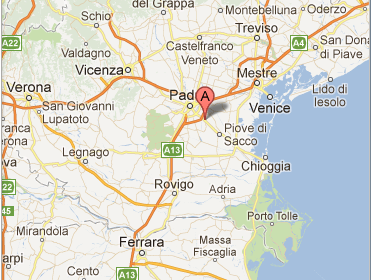 del Grappa
Montebelluna
Oderzo
Schio
Treviso
A22
Castelfranco
Veneto
A4
San Dona
di Piave
Valdagno
Vicenza
Mestre
Lido di
Iesolo
Verona
Pad
A
Venice
San Giovanni
Lupatoto
Piove di
Sacco
Legnago
A13
Chioggia
Rovigo
Adria
Porto Tolle
Mirandola
Ferrara
Massa
Fiscaglia
Cento
A13